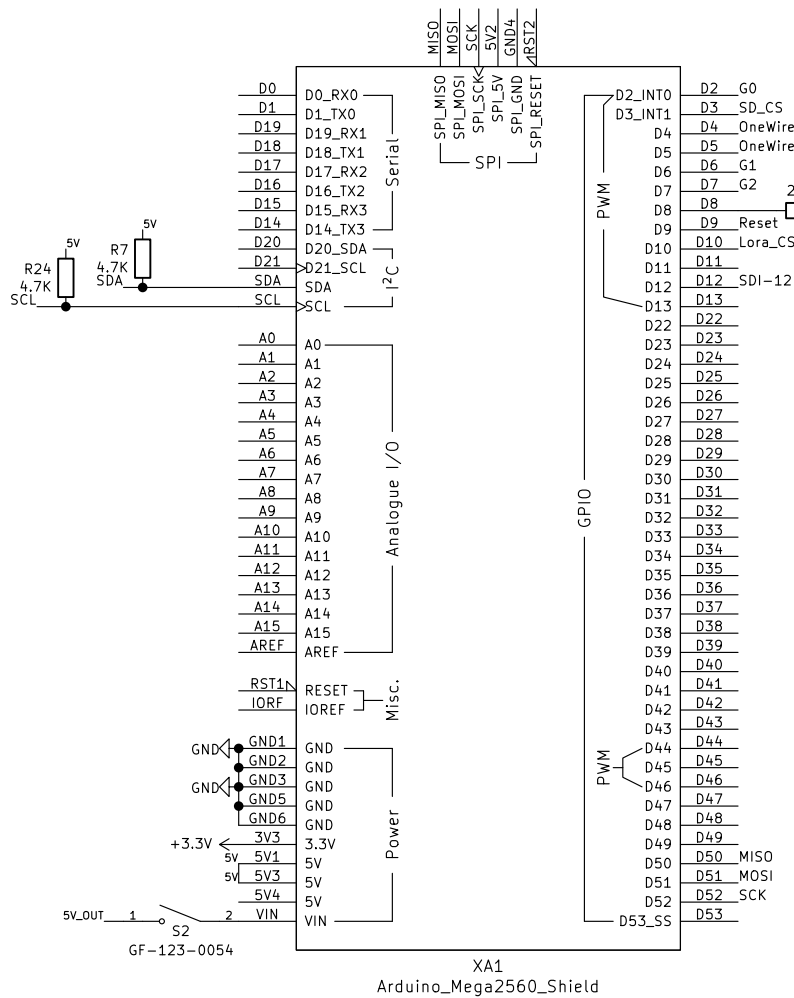 MISO
MOSI
SCK
5V2
GND4
RST2
SPI_MISO
SPI_MOSI
SPI_SCK
SPI_5V
SPI_GND
SPI_RESET
SPI
D0 D0_RX0
D1 D1_TX0
D19 D19_RX1
D18 D18_TX1
D17 D17_RX2
D16 D16_TX2
D15 D15_RX3
D14 D14_TX3
Serial
D20 D20_SDA
D21 D21_SCL
SDA SDA
SCL SCL
I²C
5V
R7
4.7K
SDA
5V
R24
4.7K
SCL
A0 A0
A1 A1
A2 A2
A3 A3
A4 A4
A5 A5
A6 A6
A7 A7
A8 A8
A9 A9
A10 A10
A11 A11
A12 A12
A13 A13
A14 A14
A15 A15
AREF AREF
Analogue I/O
RST1 RESET
IORF IOREF
Misc.
GND GND1 GND
GND2 GND
GND GND3 GND
GND5 GND
GND6 GND
+3.3V 3V3 3.3V
5V 5V1 5V
5V 5V3 5V
5V4 5V
5V_OUT 1 2 VIN VIN
Power
S2
GF-123-0054
D2_INT0 D2 G0
D3_INT1 D3 SD_CS
D4 D4 OneWire
D5 D5 OneWire
D6 D6 G1
D7 D7 G2
D8 D8 2
D9 D9 Reset
D10 D10 Lora_CS
D11 D11
D12 D12 SDI-12
D13 D13
PWM
D22 D22
D23 D23
D24 D24
D25 D25
D26 D26
D27 D27
D28 D28
D29 D29
D30 D30
D31 D31
D32 D32
D33 D33
D34 D34
D35 D35
D36 D36
D37 D37
D38 D38
D39 D39
D40 D40
D41 D41
D42 D42
D43 D43
D44 D44
D45 D45
D46 D46
PWM
D47 D47
D48 D48
D49 D49
D50 D50 MISO
D51 D51 MOSI
D52 D52 SCK
D53_SS D53
GPIO
XA1
Arduino_Mega2560_Shield